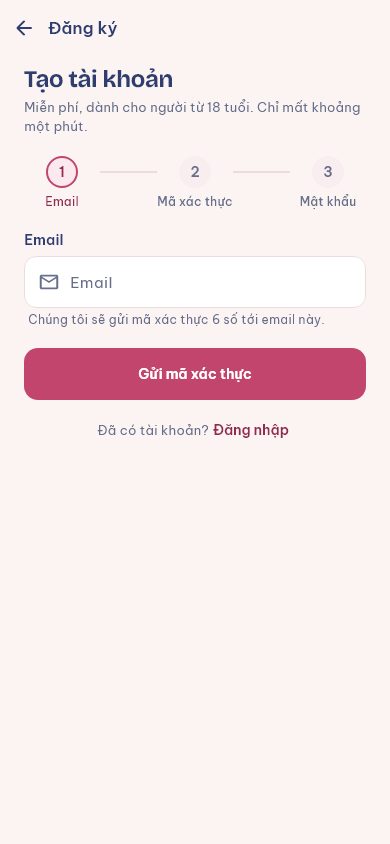 Đăng ký
Tạo tài khoản
Miễn phí, dành cho người từ 18 tuổi. Chỉ mất khoảng
một phút.
1
2
3
Email
Mã xác thực
Mật khẩu
Email
Email
Chúng tôi sẽ gửi mã xác thực 6 số tới email này.
Gửi mã xác thực
Đã có tài khoản? Đăng nhập